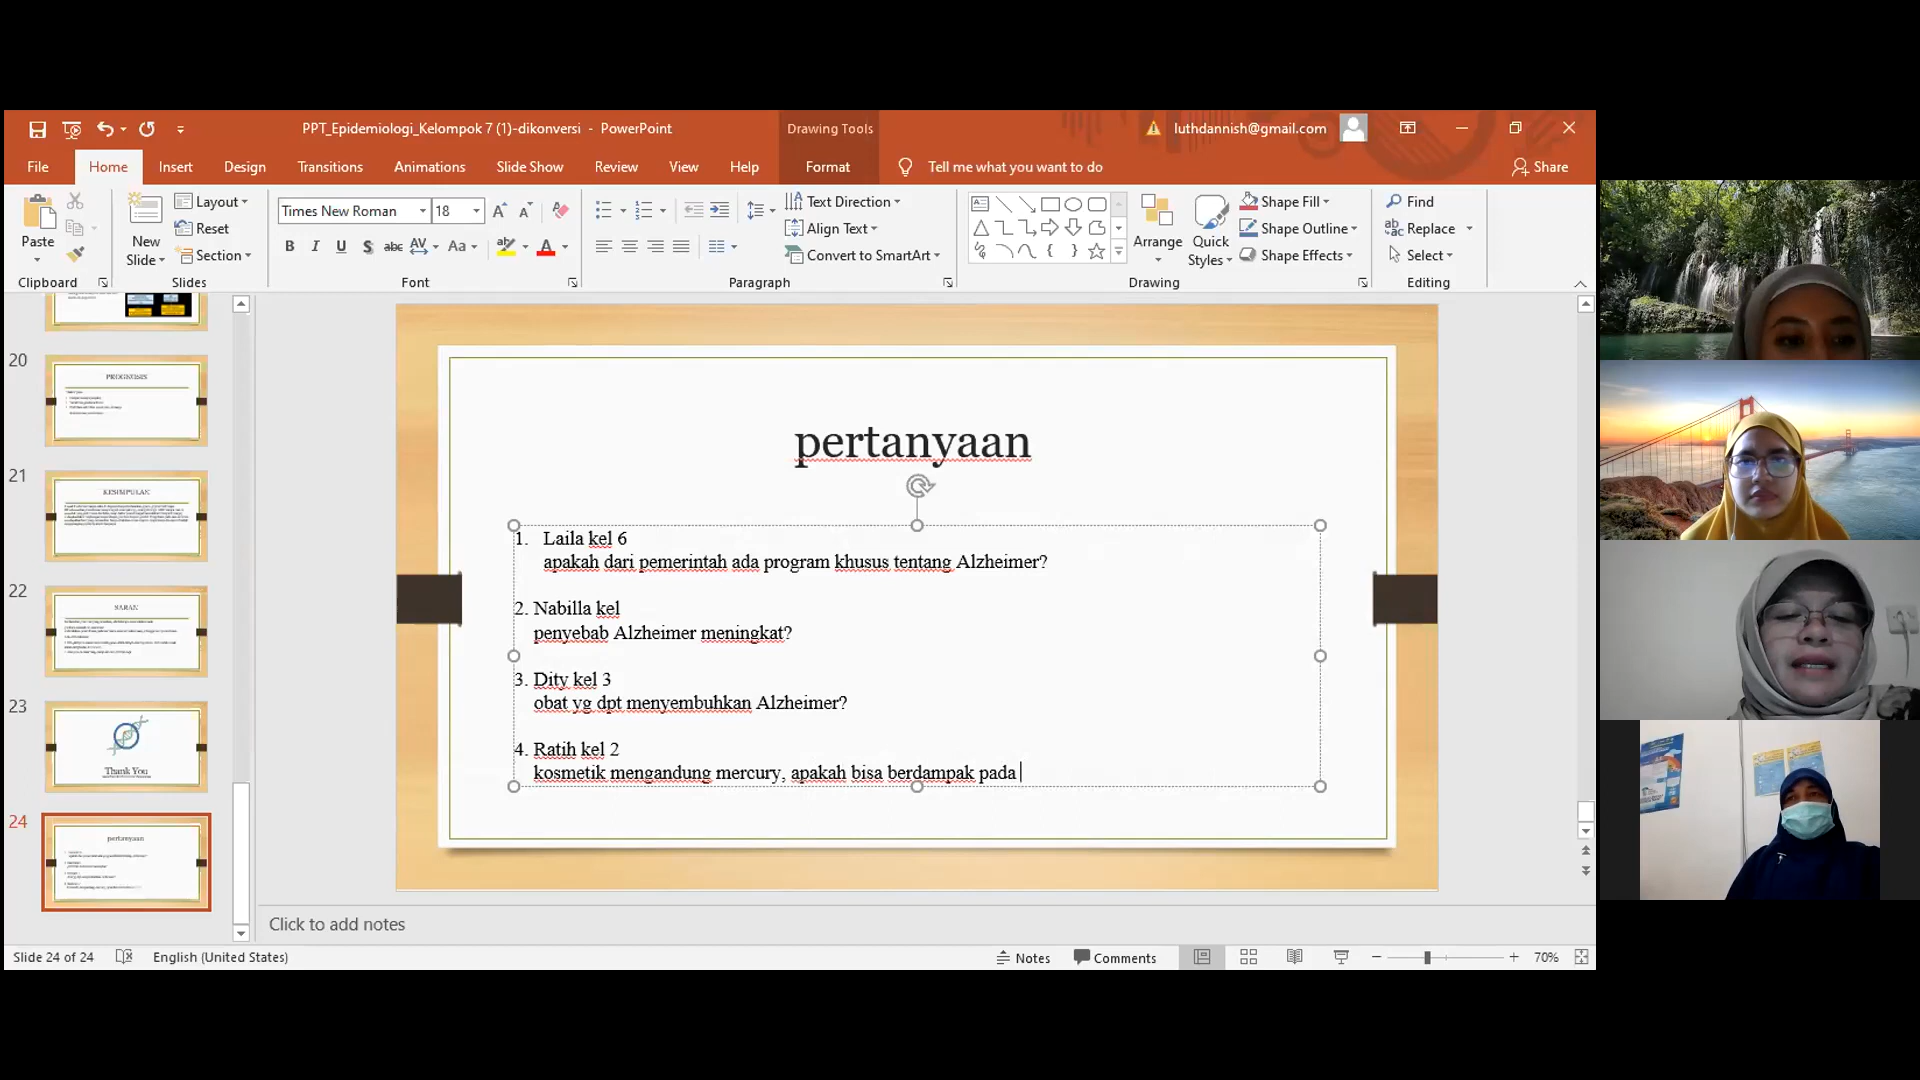 PPT_Epidemiologi_Kelompok 7 (1)-dikonversi - PowerPoint
Drawing Tools
luthdannish@gmail.com
File Home Insert Design Transitions Animations Slide Show Review View Help Format Tell me what you want to do Share
Paste
Clipboard
New Slide
Layout
Reset
Section
Slides
Times New Roman 18
B I U S abc AV Aa A
Font
Text Direction
Align Text
Convert to SmartArt
Paragraph
Arrange
Quick Styles
Shape Fill
Shape Outline
Shape Effects
Drawing
Find
Replace
Select
Editing
20
PROGNOSIS
21
KESIMPULAN
22
SARAN
23
Thank You
24
pertanyaan
pertanyaan
1. Laila kel 6
apakah dari pemerintah ada program khusus tentang Alzheimer?
2. Nabilla kel
penyebab Alzheimer meningkat?
3. Dity kel 3
obat yg dpt menyembuhkan Alzheimer?
4. Ratih kel 2
kosmetik mengandung mercury, apakah bisa berdampak pada
Click to add notes
Slide 24 of 24 English (United States) Notes Comments 70%